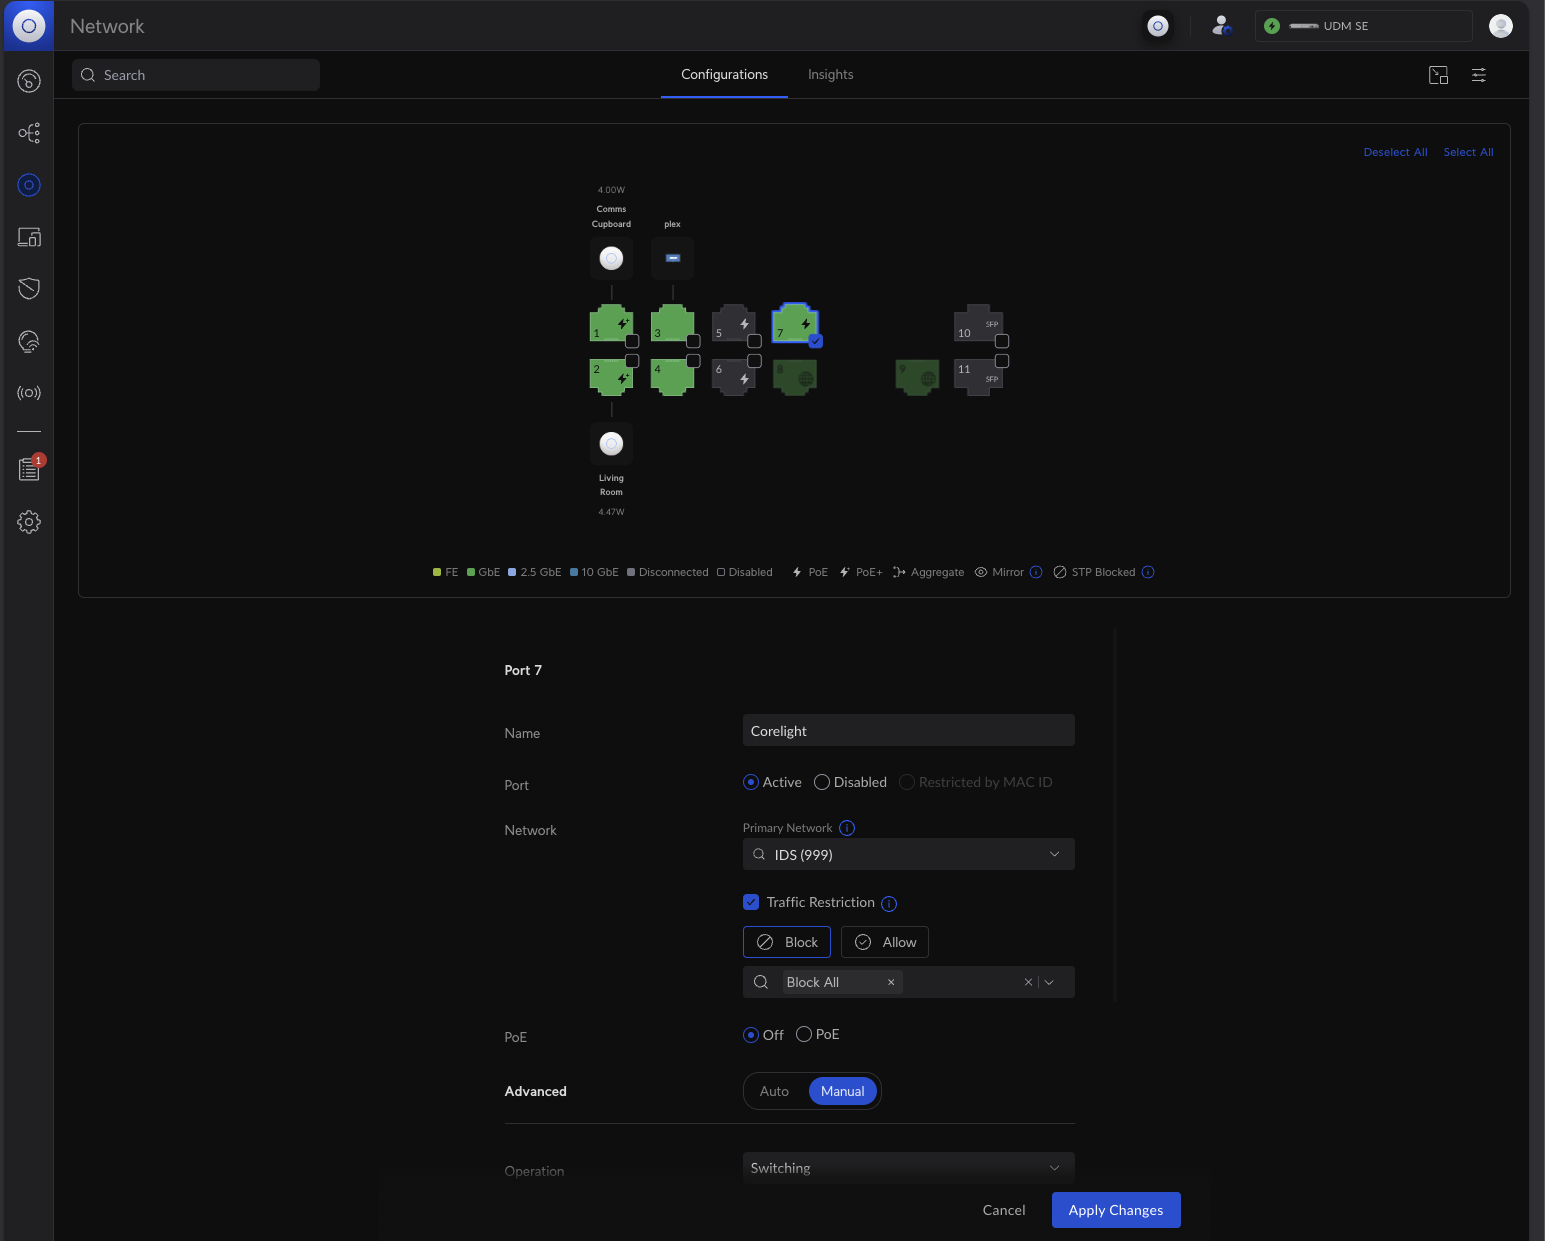 Network
UDM SE
Search
Configurations
Insights
Deselect All
Select All
4.00W
Comms
Cupboard
plex
1
3
5
7
10
SFP
2
4
6
8
9
11
SFP
Living
Room
4.47W
1
FE
GbE
2.5 GbE
10 GbE
Disconnected
Disabled
PoE
PoE+
Aggregate
Mirror
STP Blocked
Port 7
Name
Corelight
Port
Active
Disabled
Restricted by MAC ID
Network
Primary Network
IDS (999)
Traffic Restriction
Block
Allow
Block All
PoE
Off
PoE
Advanced
Auto
Manual
Operation
Switching
Cancel
Apply Changes